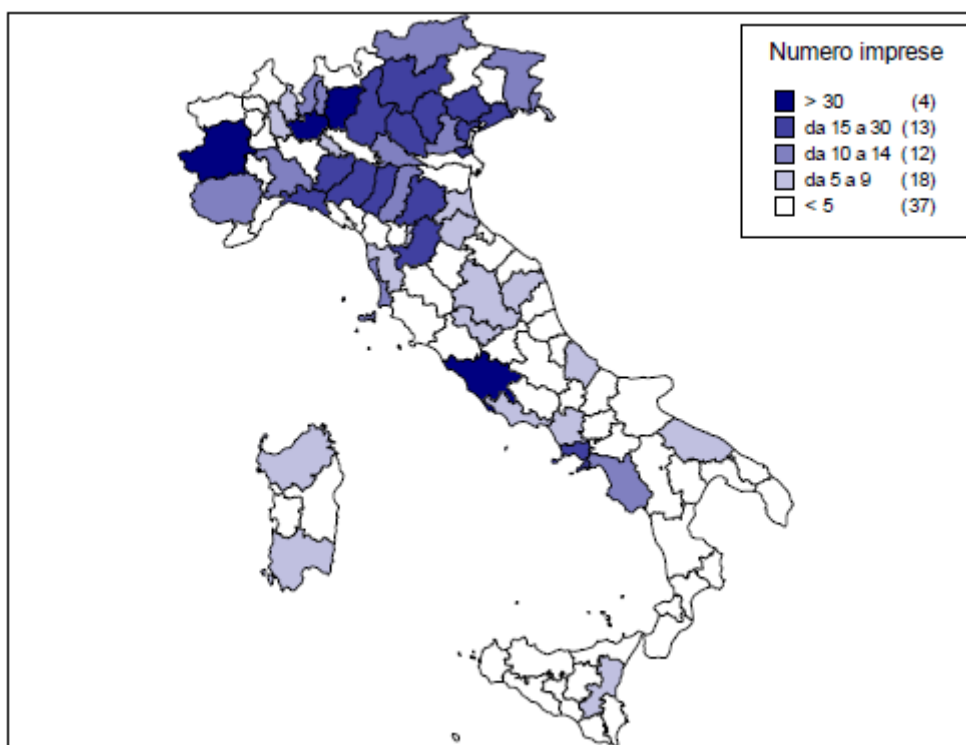 Numero imprese
> 30 (4)
da 15 a 30 (13)
da 10 a 14 (12)
da 5 a 9 (18)
< 5 (37)